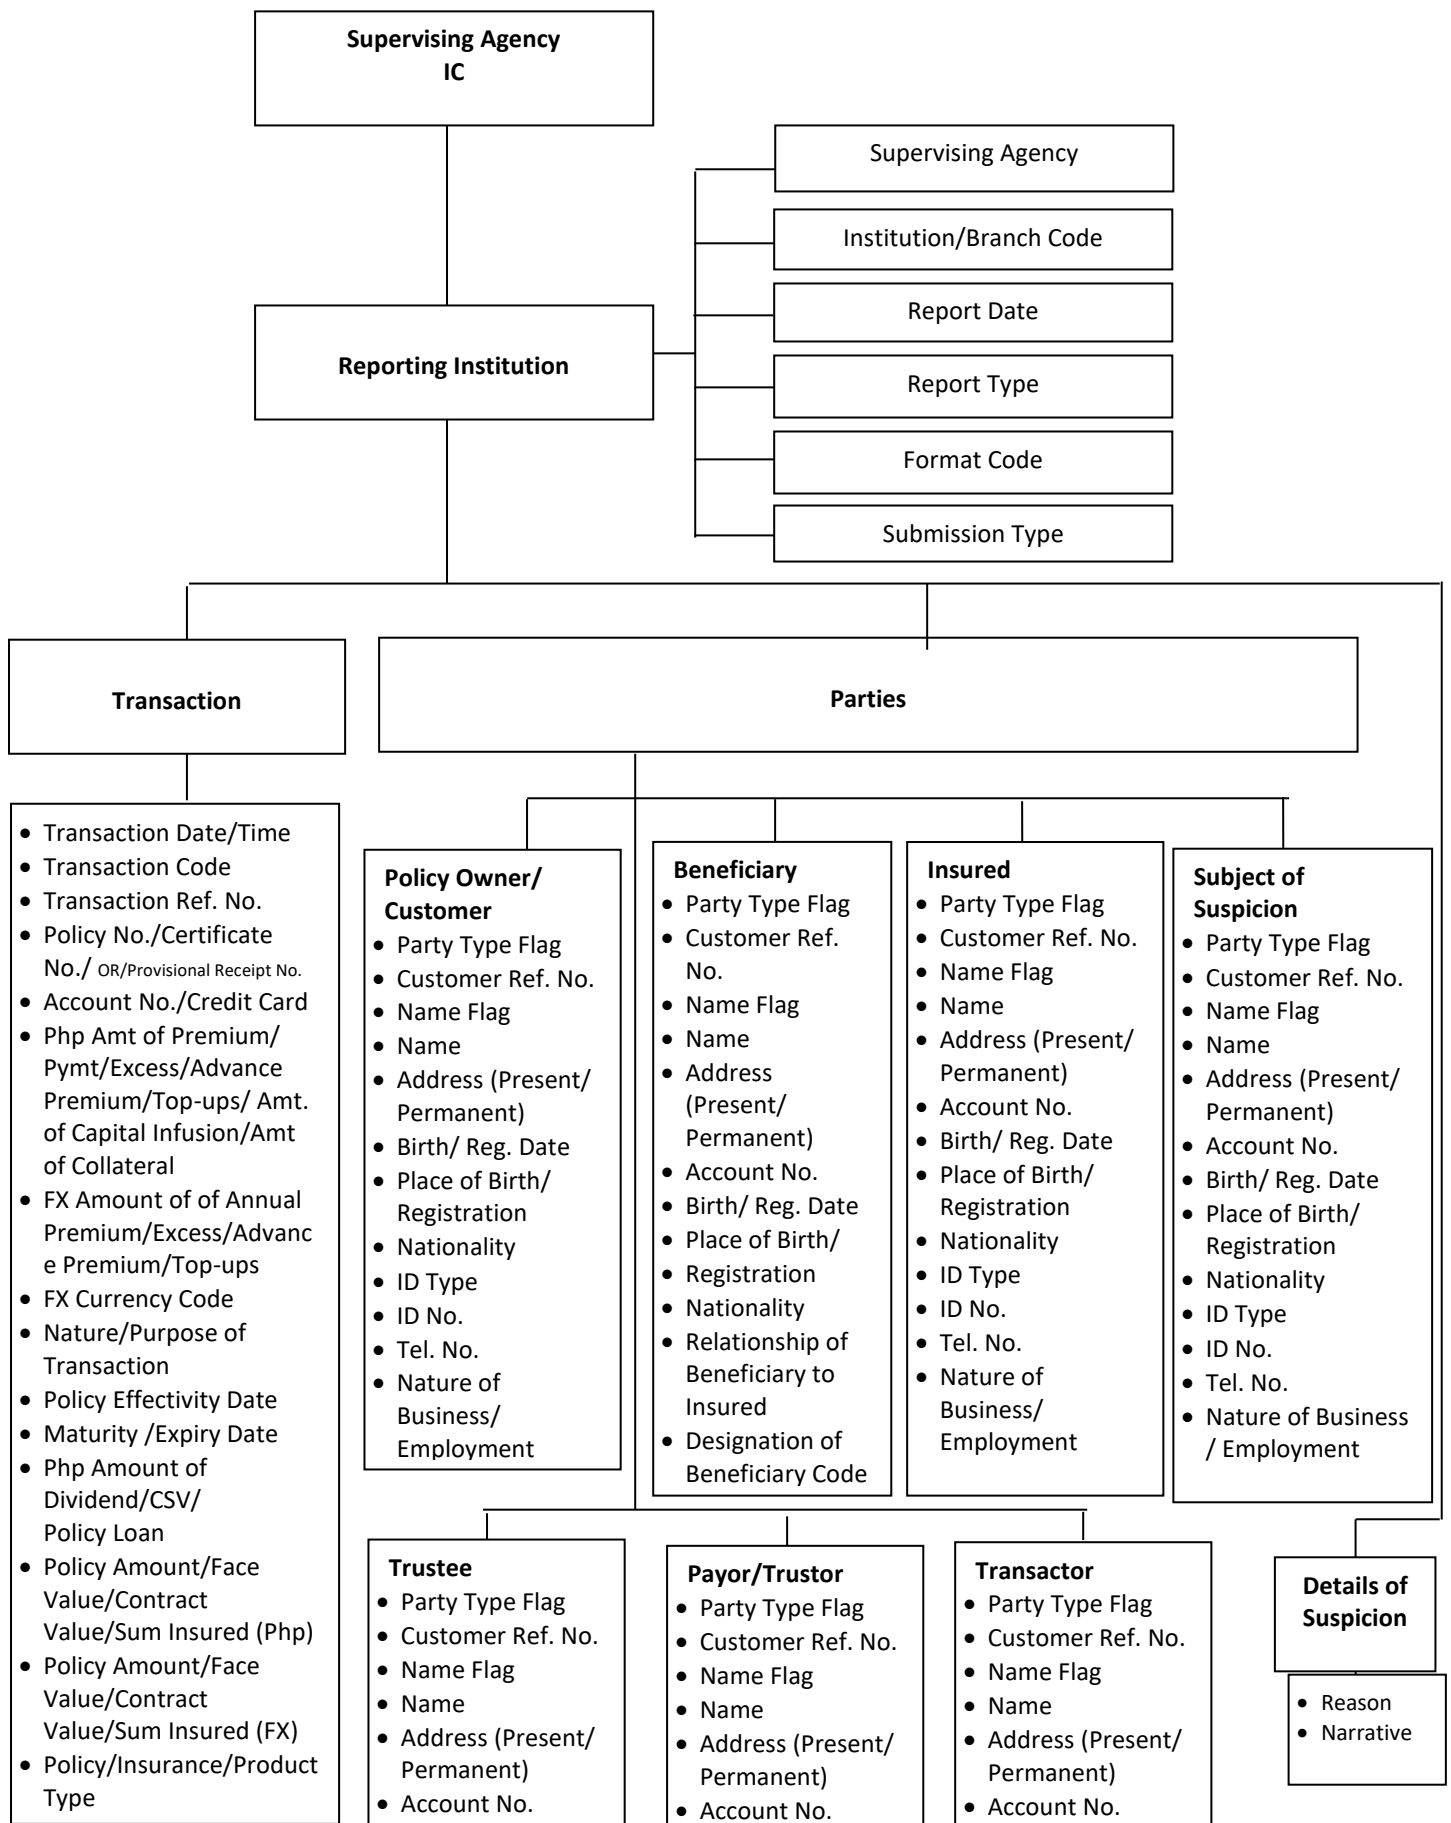 Supervising Agency
IC
Supervising Agency
Institution/Branch Code
Report Date
Reporting Institution
Report Type
Format Code
Submission Type
Transaction
Parties
• Transaction Date/Time
• Transaction Code
• Transaction Ref. No.
• Policy No./Certificate
No./ OR/Provisional Receipt No.
• Account No./Credit Card
• Php Amt of Premium/
Pymt/Excess/Advance
Premium/Top-ups/ Amt.
of Capital Infusion/Amt
of Collateral
• FX Amount of of Annual
Premium/Excess/Advanc
e Premium/Top-ups
• FX Currency Code
• Nature/Purpose of
Transaction
• Policy Effectivity Date
• Maturity /Expiry Date
• Php Amount of
Dividend/CSV/
Policy Loan
• Policy Amount/Face
Value/Contract
Value/Sum Insured (Php)
• Policy Amount/Face
Value/Contract
Value/Sum Insured (FX)
• Policy/Insurance/Product
Type
Policy Owner/
Customer
• Party Type Flag
• Customer Ref. No.
• Name Flag
• Name
• Address (Present/
Permanent)
• Birth/ Reg. Date
• Place of Birth/
Registration
• Nationality
• ID Type
• ID No.
• Tel. No.
• Nature of
Business/
Employment
Beneficiary
• Party Type Flag
• Customer Ref.
No.
• Name Flag
• Name
• Address
(Present/
Permanent)
• Account No.
• Birth/ Reg. Date
• Place of Birth/
• Registration
• Nationality
• Relationship of
Beneficiary to
Insured
• Designation of
Beneficiary Code
Insured
• Party Type Flag
• Customer Ref. No.
• Name Flag
• Name
• Address (Present/
Permanent)
• Account No.
• Birth/ Reg. Date
• Place of Birth/
Registration
• Nationality
• ID Type
• ID No.
• Tel. No.
• Nature of
Business/
Employment
Subject of
Suspicion
• Party Type Flag
• Customer Ref. No.
• Name Flag
• Name
• Address (Present/
Permanent)
• Account No.
• Birth/ Reg. Date
• Place of Birth/
Registration
• Nationality
• ID Type
• ID No.
• Tel. No.
• Nature of Business
/ Employment
Trustee
• Party Type Flag
• Customer Ref. No.
• Name Flag
• Name
• Address (Present/
Permanent)
• Account No.
Payor/Trustor
• Party Type Flag
• Customer Ref. No.
• Name Flag
• Name
• Address (Present/
Permanent)
• Account No.
Transactor
• Party Type Flag
• Customer Ref. No.
• Name Flag
• Name
• Address (Present/
Permanent)
• Account No.
Details of
Suspicion
• Reason
• Narrative